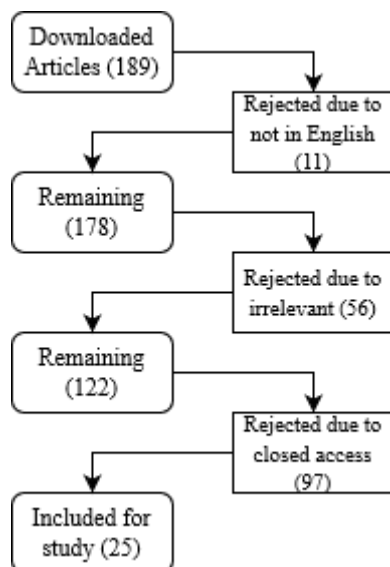 Downloaded
Articles (189)
Rejected due to
not in English
(11)
Remaining
(178)
Rejected due to
irrelevant (56)
Remaining
(122)
Rejected due to
closed access
(97)
Included for
study (25)